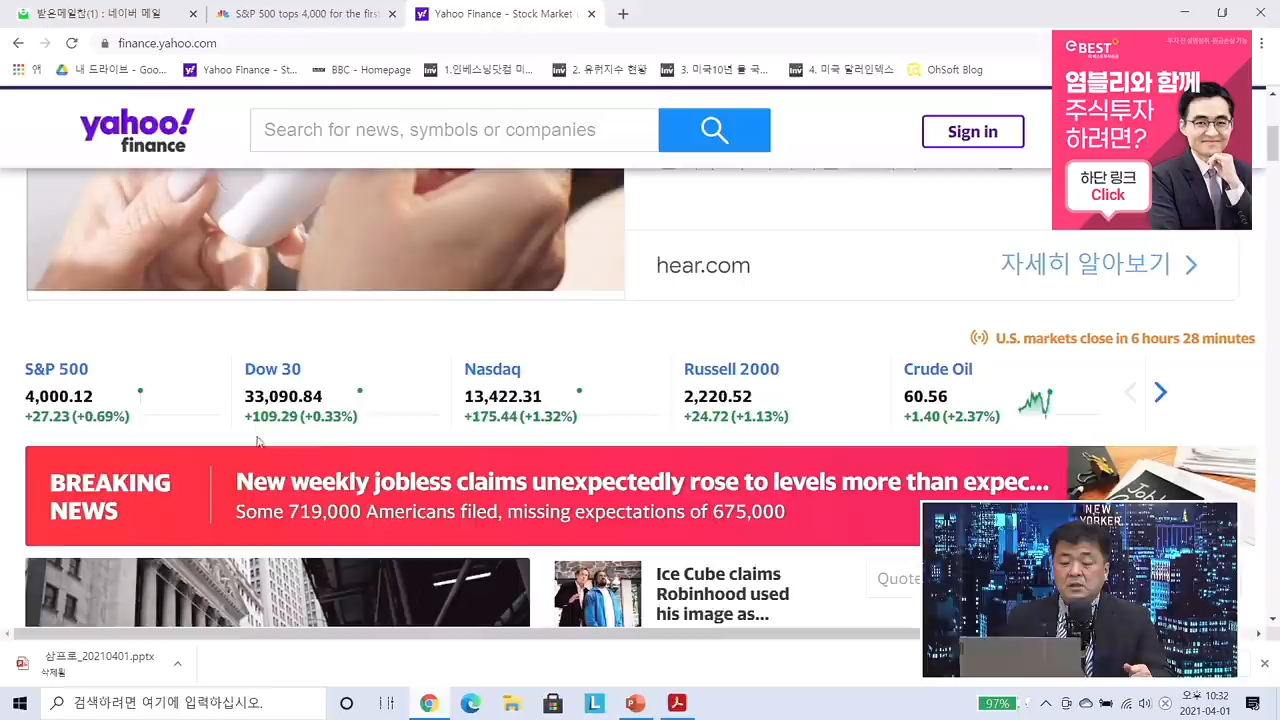 받은메일함(1) : 네이버 메일
S&P 500 tops 4,000 for the firs
Yahoo Finance - Stock Market
finance.yahoo.com
앱
내 드라이브 - Goo...
Yahoo Finance - St...
BBC - H
1.인베스팅닷컴 미...
2. 유럽지수 현황
3. 미국10년 물 국...
4. 미국 달러인덱스
OhSoft Blog
eBEST
염블리와 함께
주식투자
하려면?
하단 링크
Click
yahoo!
finance
Search for news, symbols or companies
Sign in
hear.com
자세히 알아보기
U.S. markets close in 6 hours 28 minutes
S&P 500
4,000.12
+27.23 (+0.69%)
Dow 30
33,090.84
+109.29 (+0.33%)
Nasdaq
13,422.31
+175.44 (+1.32%)
Russell 2000
2,220.52
+24.72 (+1.13%)
Crude Oil
60.56
+1.40 (+2.37%)
BREAKING
NEWS
New weekly jobless claims unexpectedly rose to levels more than expec...
Some 719,000 Americans filed, missing expectations of 675,000
NEW
YORKER
Ice Cube claims
Robinhood used
his image as...
Quote
삼프로_20210401.pptx
삭제됨
검색하려면 여기에 입력하십시오.
97%
오후 10:32
2021-04-01